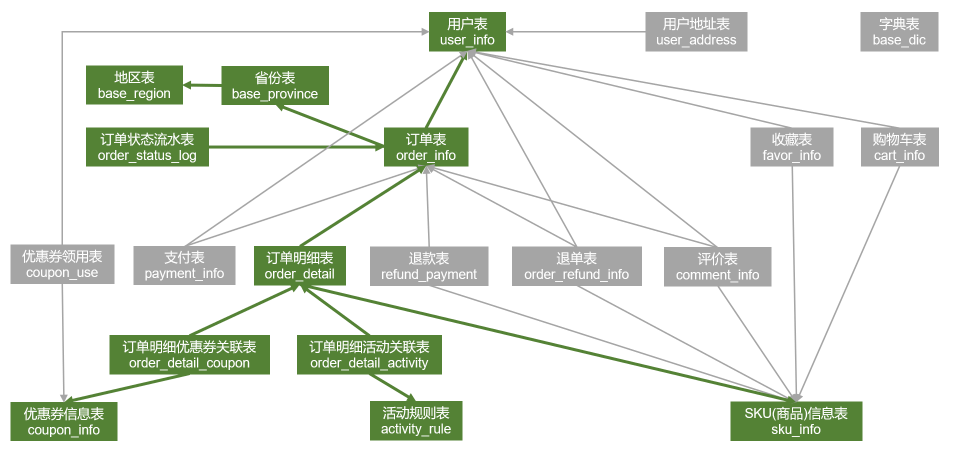 用户表
user_info
用户地址表
user_address
字典表
base_dic
地区表
base_region
省份表
base_province
订单状态流水表
order_status_log
订单表
order_info
收藏表
favor_info
购物车表
cart_info
优惠券领用表
coupon_use
支付表
payment_info
订单明细表
order_detail
退款表
refund_payment
退单表
order_refund_info
评价表
comment_info
订单明细优惠券关联表
order_detail_coupon
订单明细活动关联表
order_detail_activity
优惠券信息表
coupon_info
活动规则表
activity_rule
SKU(商品)信息表
sku_info